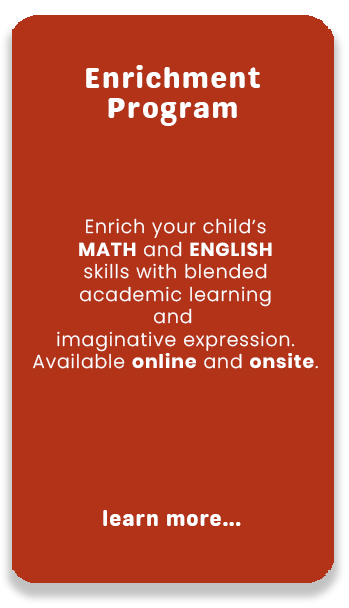 Enrichment
Program
Enrich your child's
MATH and ENGLISH
skills with blended
academic learning
and
imaginative expression.
Available online and onsite.
learn more...